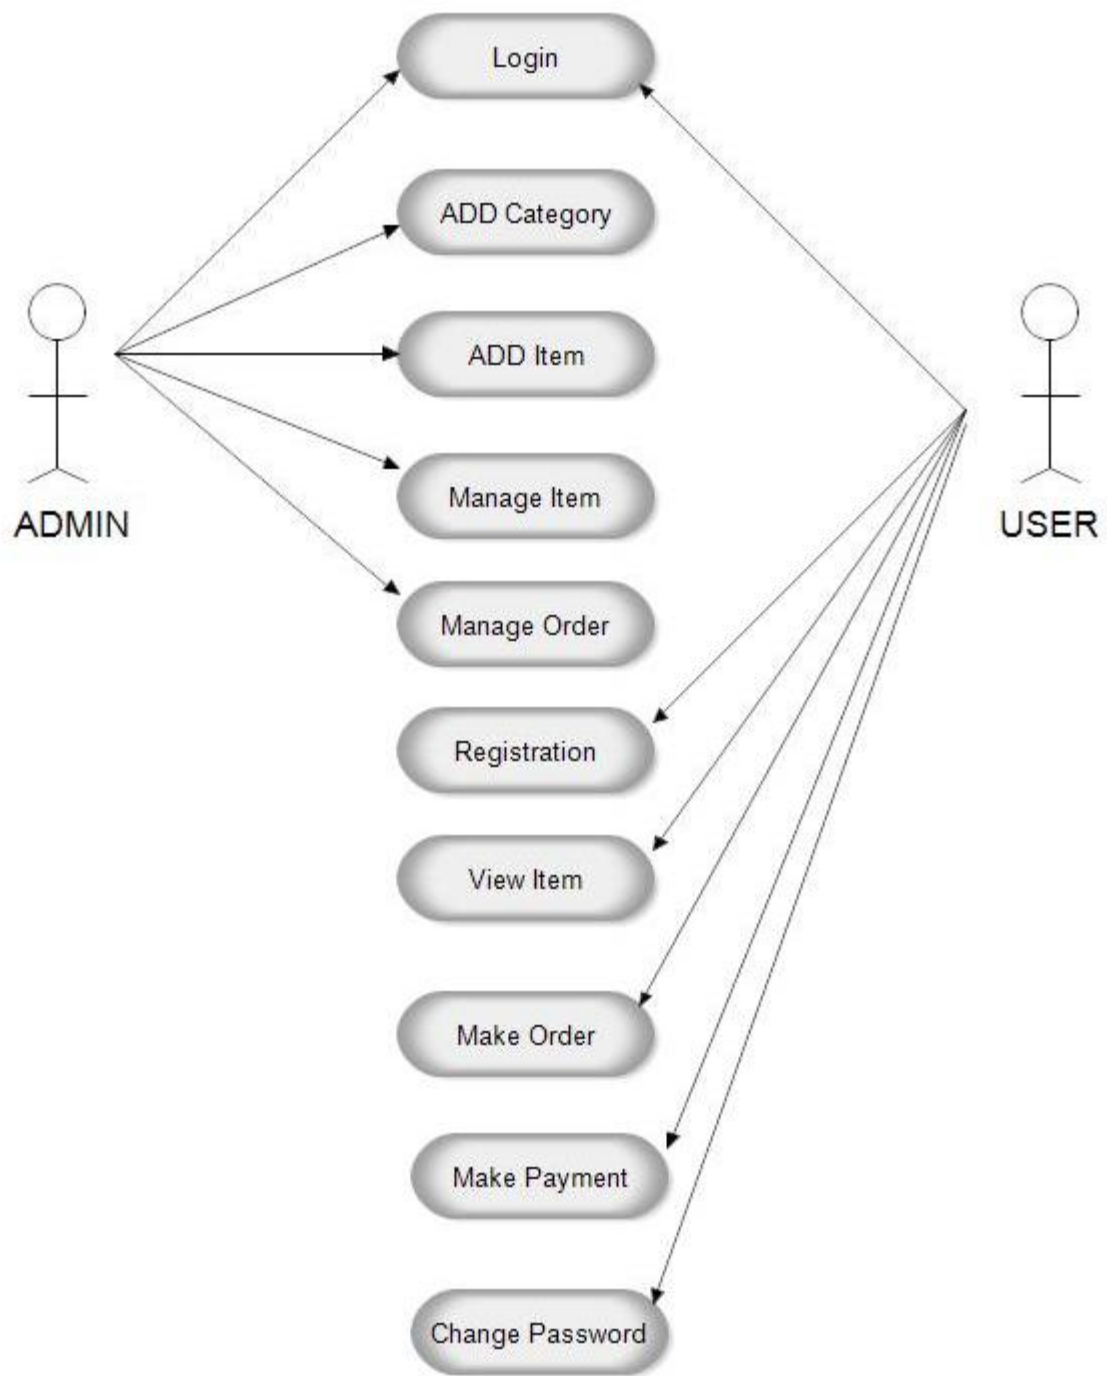 Login
ADD Category
ADD Item
Manage Item
ADMIN
USER
Manage Order
Registration
View Item
Make Order
Make Payment
Change Password